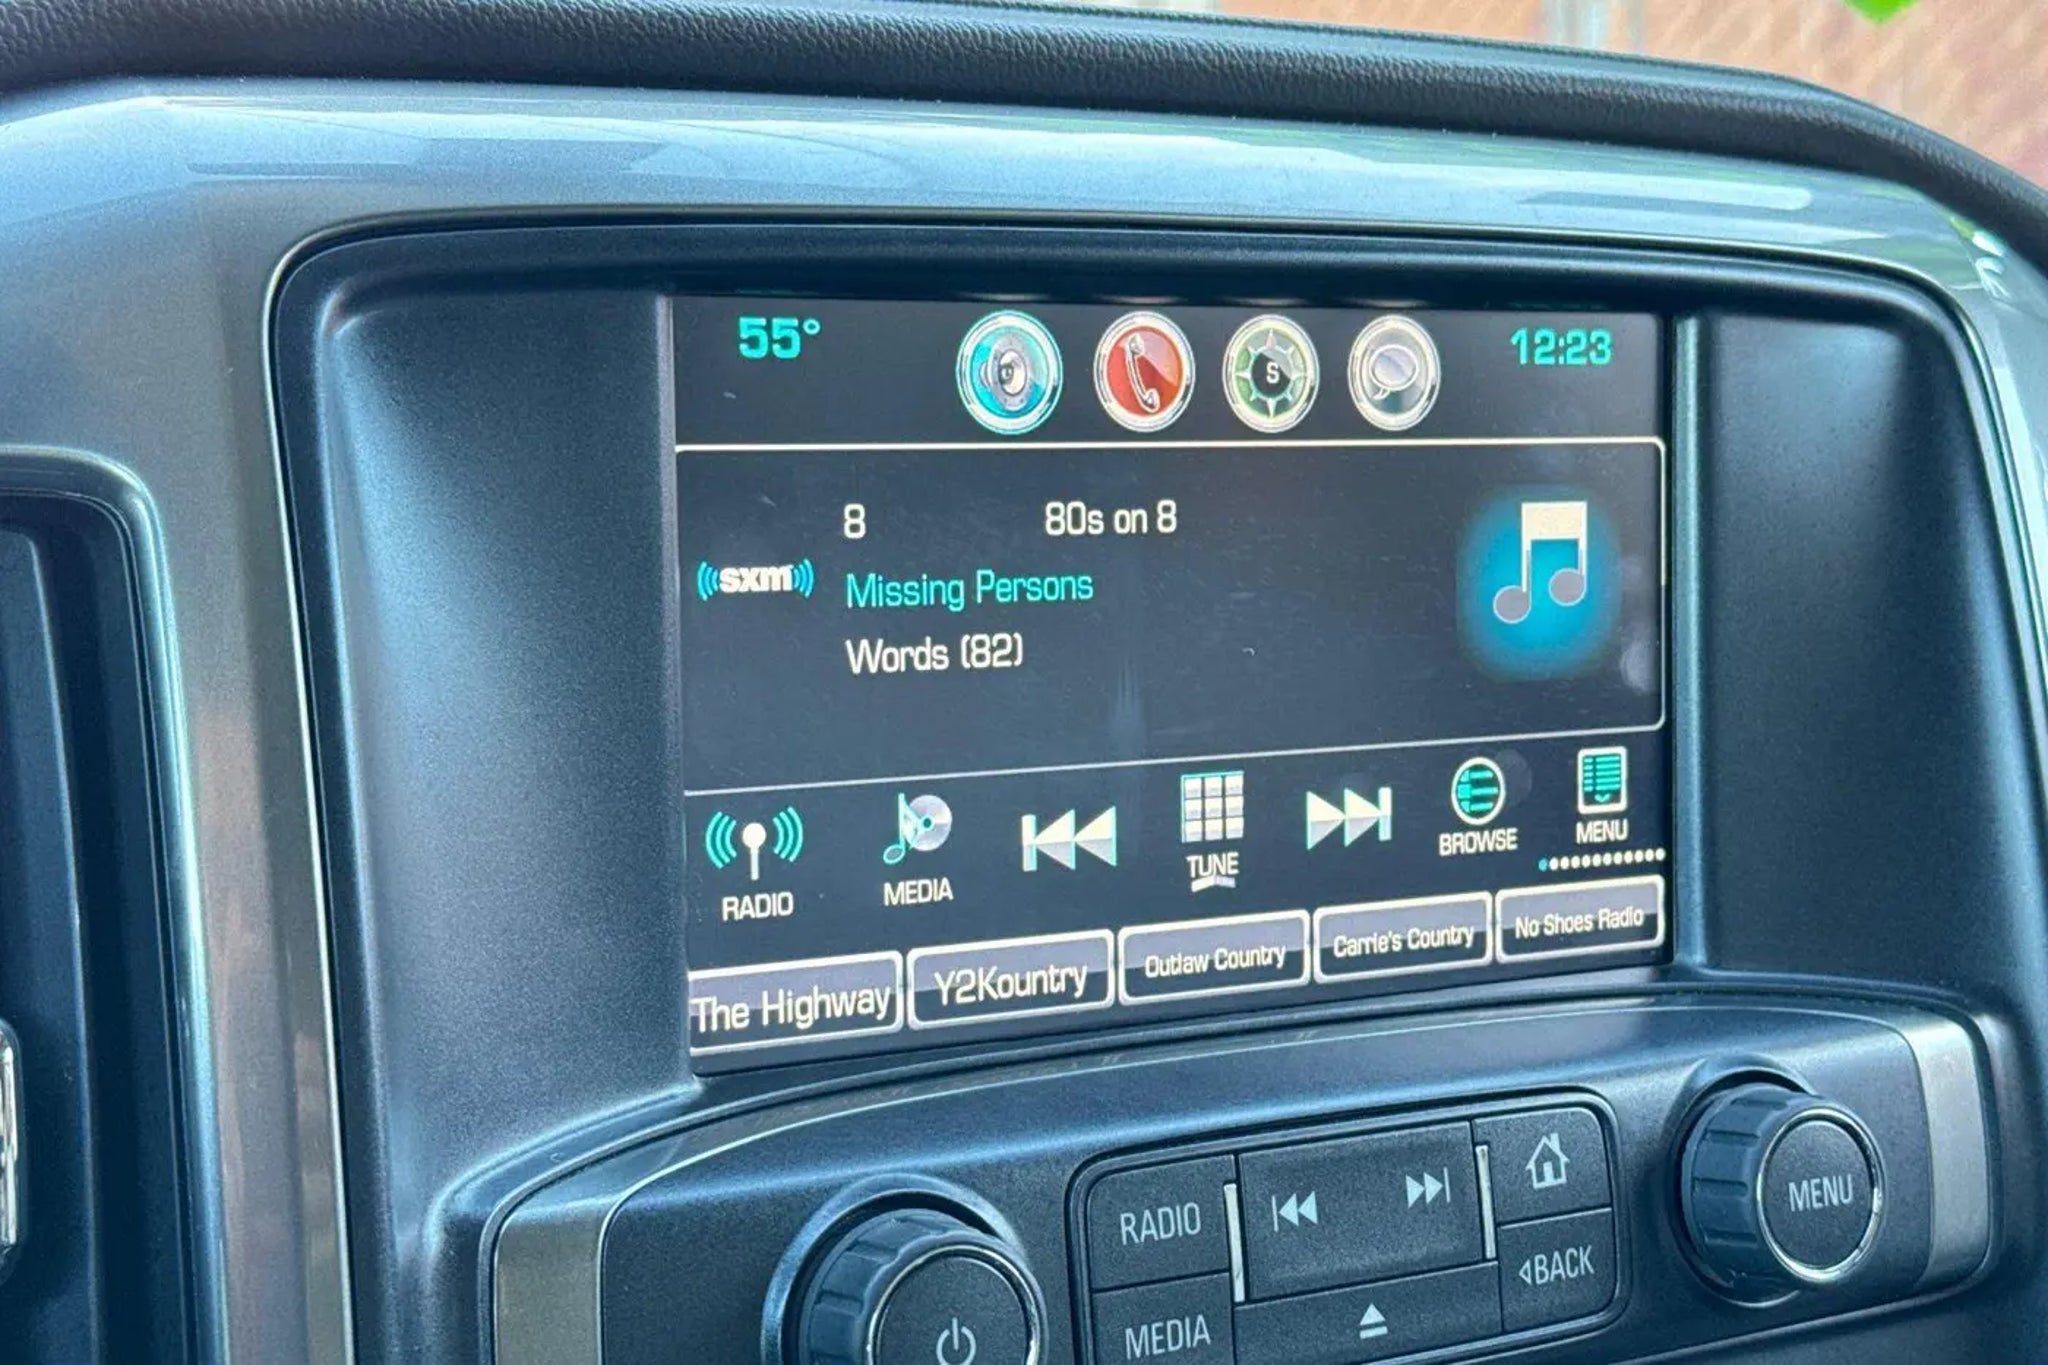 55°
S
12:23
8
80s on 8
sxm
Missing Persons
Words (82)
RADIO
MEDIA
TUNE
BROWSE
MENU
The Highway
Y2Kountry
Outlaw Country
Carrie's Country
No Shoes Radio
RADIO
MEDIA
BACK
MENU